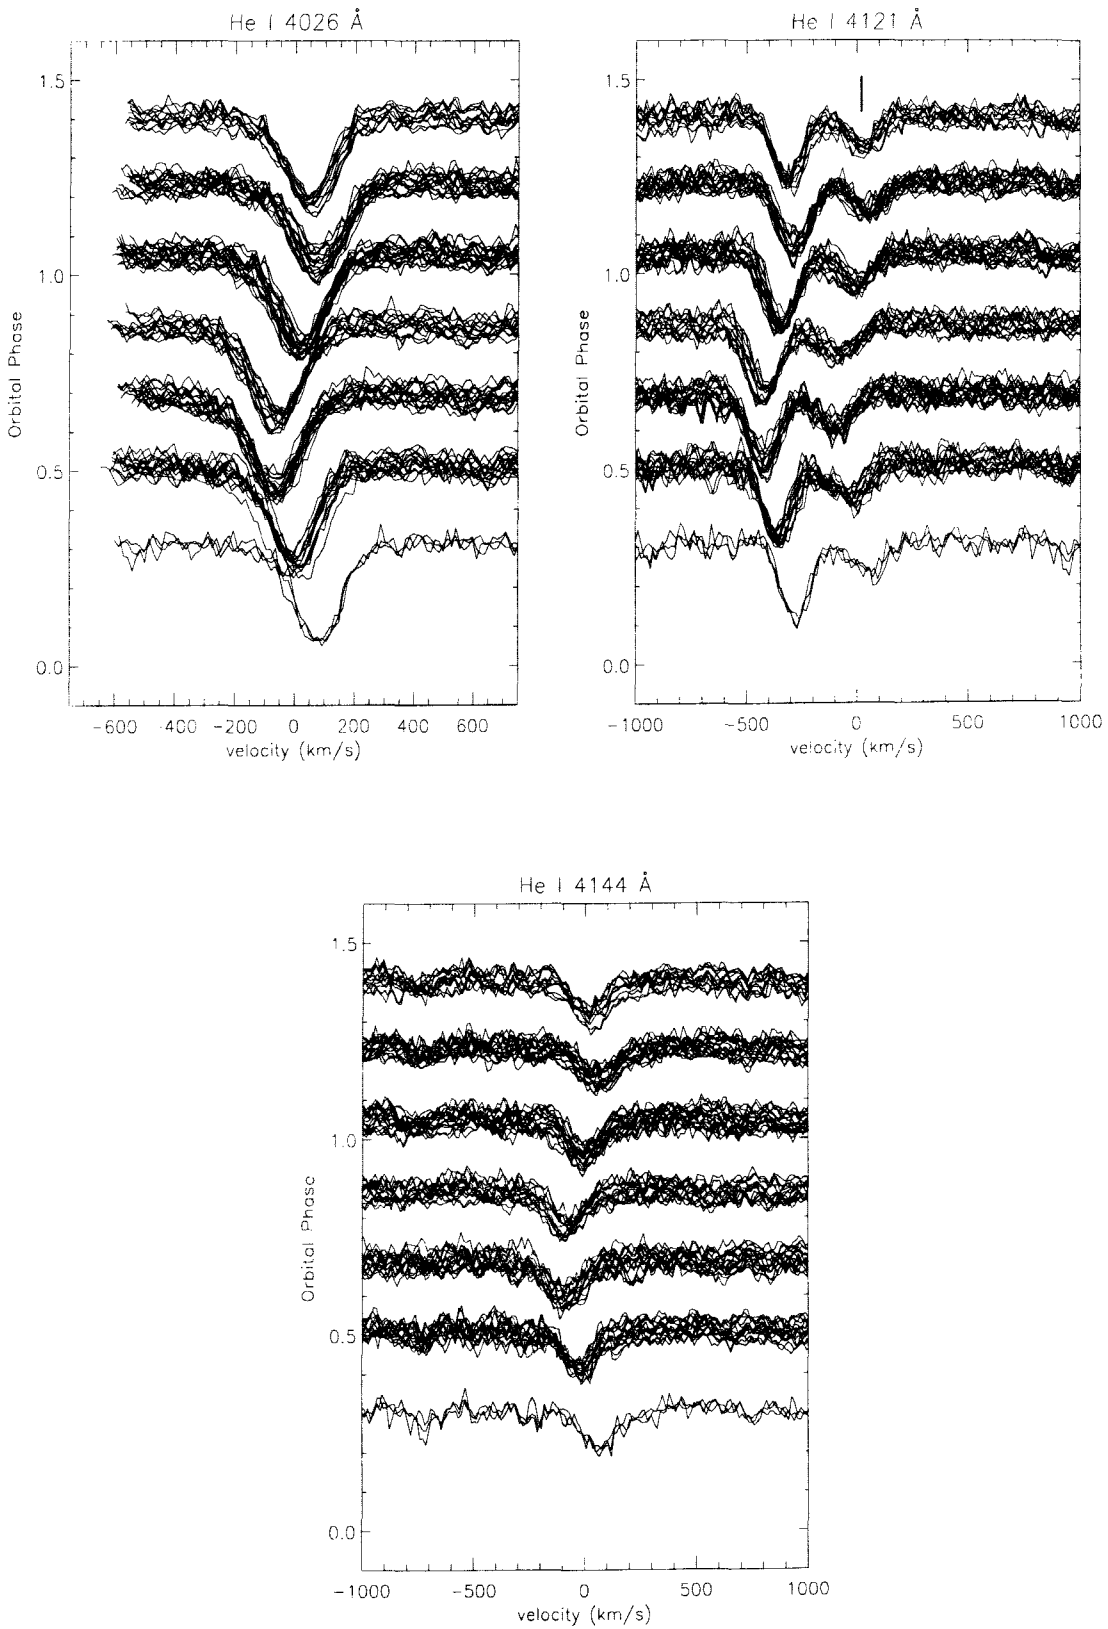 He I 4026 Å
1.5
1.0
0.5
0.0
Orbital Phase
-600 -400 -200 0 200 400 600
velocity (km/s)
He I 4121 Å
1.5
1.0
0.5
0.0
Orbital Phase
-1000 -500 0 500 1000
velocity (km/s)
He I 4144 Å
1.5
1.0
0.5
0.0
Orbital Phase
-1000 -500 0 500 1000
velocity (km/s)